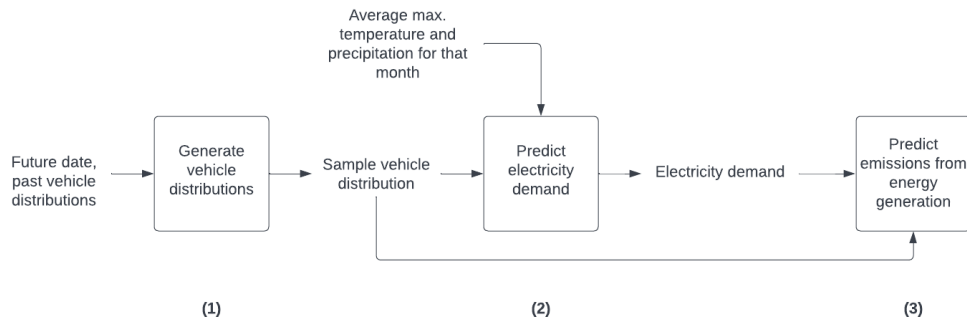 Average max.
temperature and
precipitation for that
month
Future date,
past vehicle
distributions
Generate
vehicle
distributions
Sample vehicle
distribution
Predict
electricity
demand
Electricity demand
Predict
emissions from
energy
generation
(1)
(2)
(3)